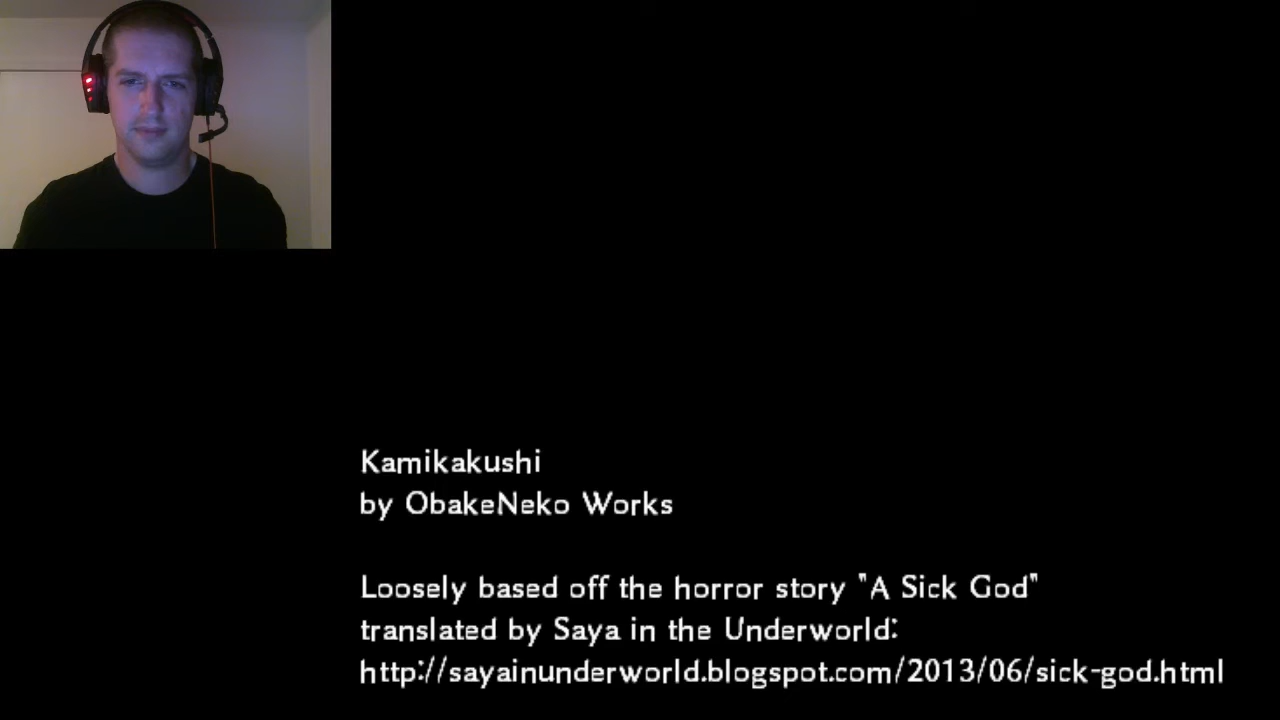 Kamikakushi
by ObakeNeko Works
Loosely based off the horror story "A Sick God"
translated by Saya in the Underworld:
http://sayainunderworld.blogspot.com/2013/06/sick-god.html